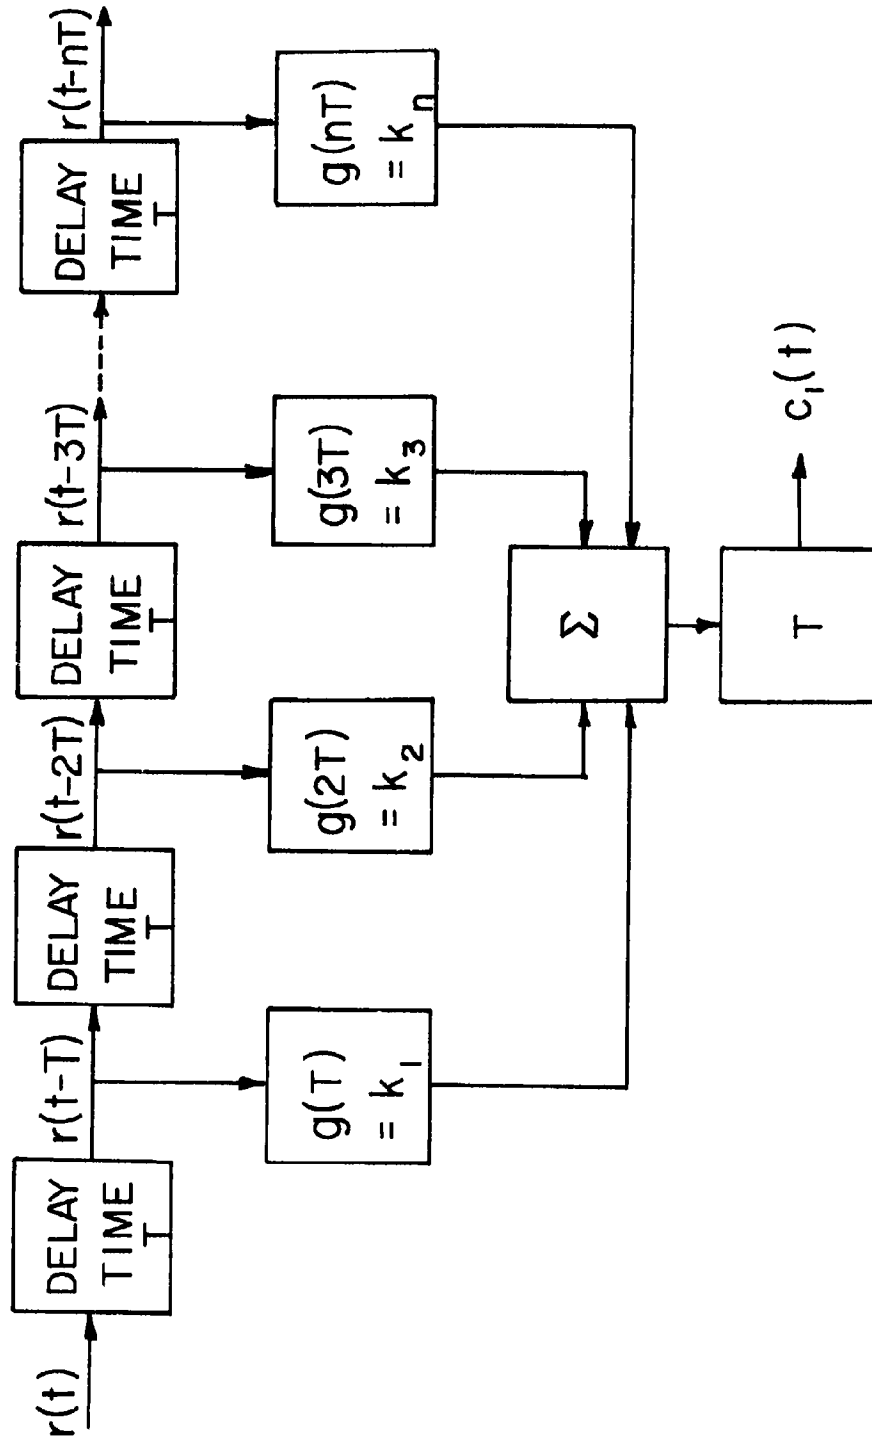 r(t)
DELAY
TIME
T
r(t-T)
DELAY
TIME
T
r(t-2T)
DELAY
TIME
T
r(t-3T)
DELAY
TIME
T
r(t-nT)
g(T)
= k₁
g(2T)
= k₂
g(3T)
= k₃
g(nT)
= kₙ
Σ
T
c₁(t)